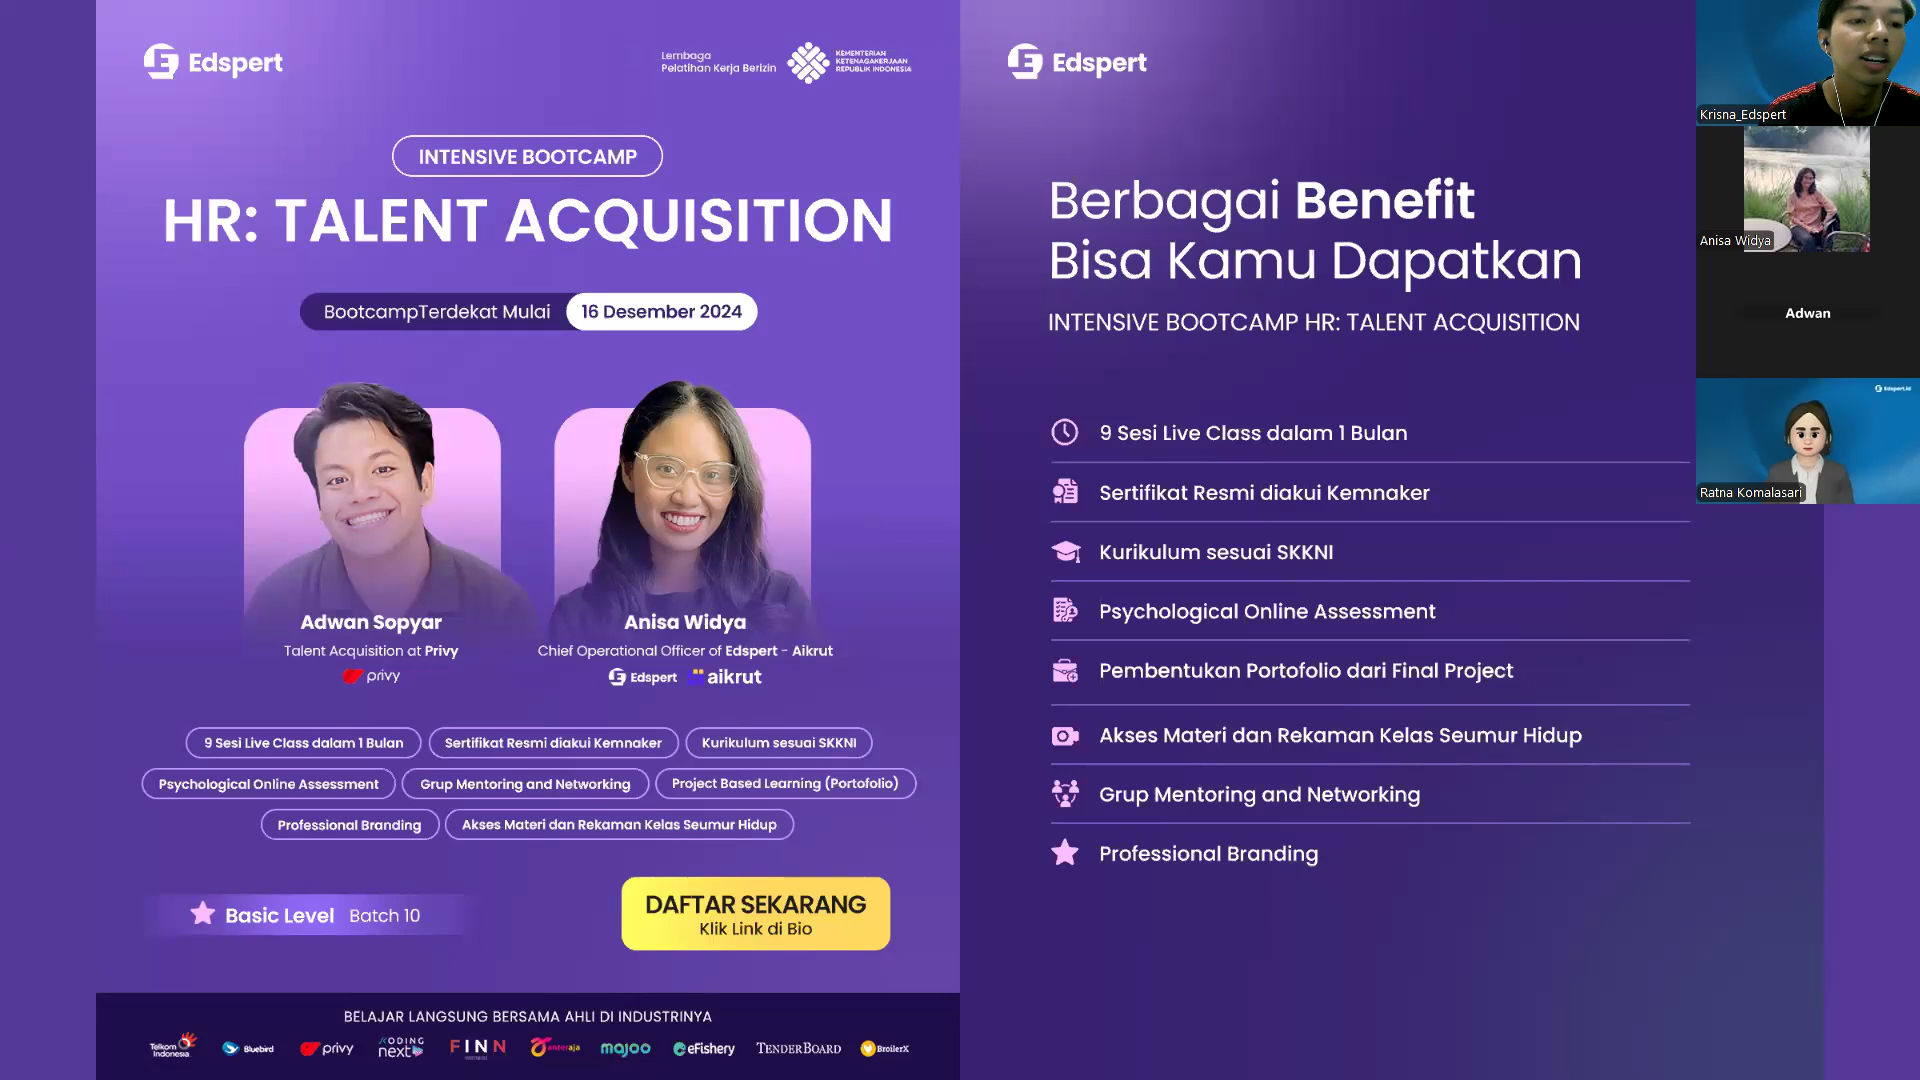 Edspert
Lembaga
Pelatihan Kerja Berizin
KEMENTERIAN
KETENAGAKERJAAN
REPUBLIK INDONESIA
INTENSIVE BOOTCAMP
HR: TALENT ACQUISITION
BootcampTerdekat Mulai 16 Desember 2024
Adwan Sopyar
Talent Acquisition at Privy
privy
Anisa Widya
Chief Operational Officer of Edspert - Aikrut
Edspert aikrut
9 Sesi Live Class dalam 1 Bulan
Sertifikat Resmi diakui Kemnaker
Kurikulum sesuai SKKNI
Psychological Online Assessment
Grup Mentoring and Networking
Project Based Learning (Portofolio)
Professional Branding
Akses Materi dan Rekaman Kelas Seumur Hidup
Basic Level Batch 10
DAFTAR SEKARANG
Klik Link di Bio
BELAJAR LANGSUNG BERSAMA AHLI DI INDUSTRINYA
Telkom
Indonesia
Bluebird
privy
KODING
next
FINN
anteraja
majoo
eFishery
TENDERBOARD
BroilerX
Edspert
Berbagai Benefit
Bisa Kamu Dapatkan
INTENSIVE BOOTCAMP HR: TALENT ACQUISITION
9 Sesi Live Class dalam 1 Bulan
Sertifikat Resmi diakui Kemnaker
Kurikulum sesuai SKKNI
Psychological Online Assessment
Pembentukan Portofolio dari Final Project
Akses Materi dan Rekaman Kelas Seumur Hidup
Grup Mentoring and Networking
Professional Branding
Krisna_Edspert
Anisa Widya
Adwan
Edspert.id
Ratna Komalasari